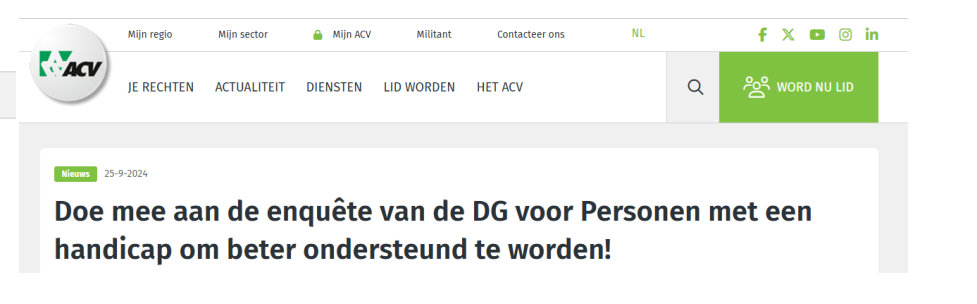 Mijn regio Mijn sector Mijn ACV Militant Contacteer ons NL
ACV
JE RECHTEN ACTUALITEIT DIENSTEN LID WORDEN HET ACV WORD NU LID
Nieuws 25-9-2024
Doe mee aan de enquête van de DG voor Personen met een
handicap om beter ondersteund te worden!